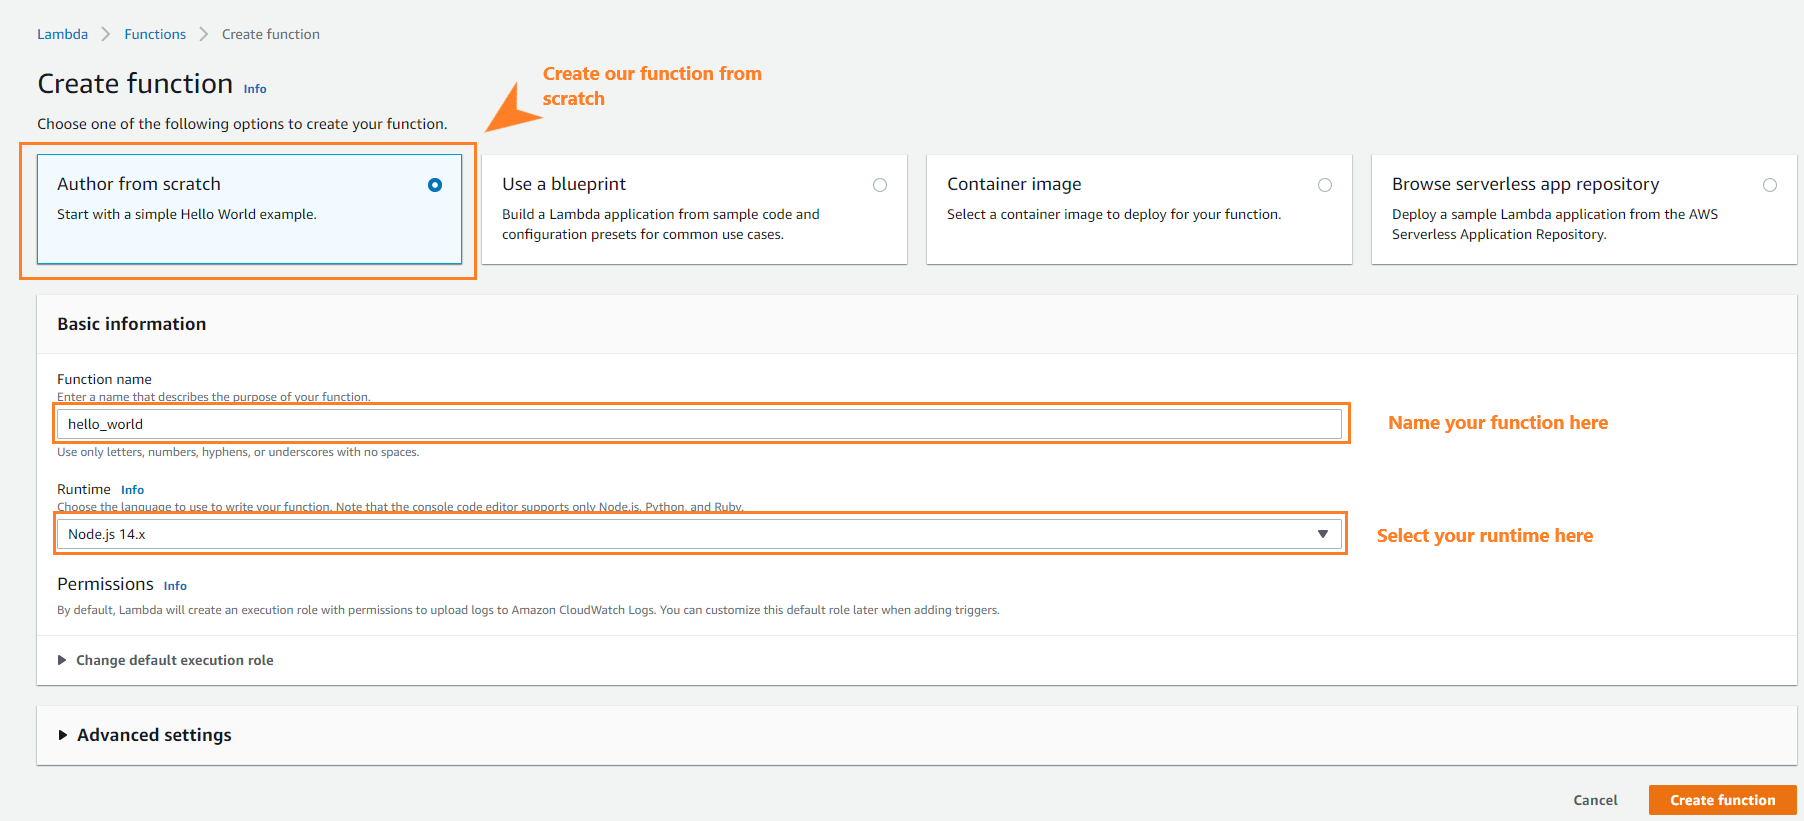 Lambda > Functions > Create function
Create function Info
Create our function from
scratch
Choose one of the following options to create your function.
Author from scratch
Start with a simple Hello World example.
Use a blueprint
Build a Lambda application from sample code and
configuration presets for common use cases.
Container image
Select a container image to deploy for your function.
Browse serverless app repository
Deploy a sample Lambda application from the AWS
Serverless Application Repository.
Basic information
Function name
Enter a name that describes the purpose of your function.
hello_world
Name your function here
Use only letters, numbers, hyphens, or underscores with no spaces.
Runtime Info
Choose the language to use to write your function. Note that the console code editor supports only Node.js, Python, and Ruby.
Node.js 14.x
Select your runtime here
Permissions Info
By default, Lambda will create an execution role with permissions to upload logs to Amazon CloudWatch Logs. You can customize this default role later when adding triggers.
Change default execution role
Advanced settings
Cancel
Create function